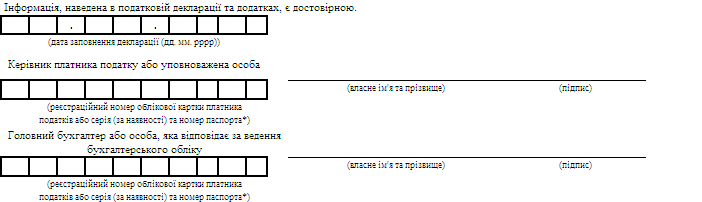 Інформація, наведена в податковій декларації та додатках, є достовірною.
. .
(дата заповнення декларації (дд. мм. рррр))
Керівник платника податку або уповноважена особа
(реєстраційний номер облікової картки платника
податків або серія (за наявності) та номер паспорта*)
(власне ім'я та прізвище) (підпис)
Головний бухгалтер або особа, яка відповідає за ведення
бухгалтерського обліку
(реєстраційний номер облікової картки платника
податків або серія (за наявності) та номер паспорта*)
(власне ім'я та прізвище) (підпис)